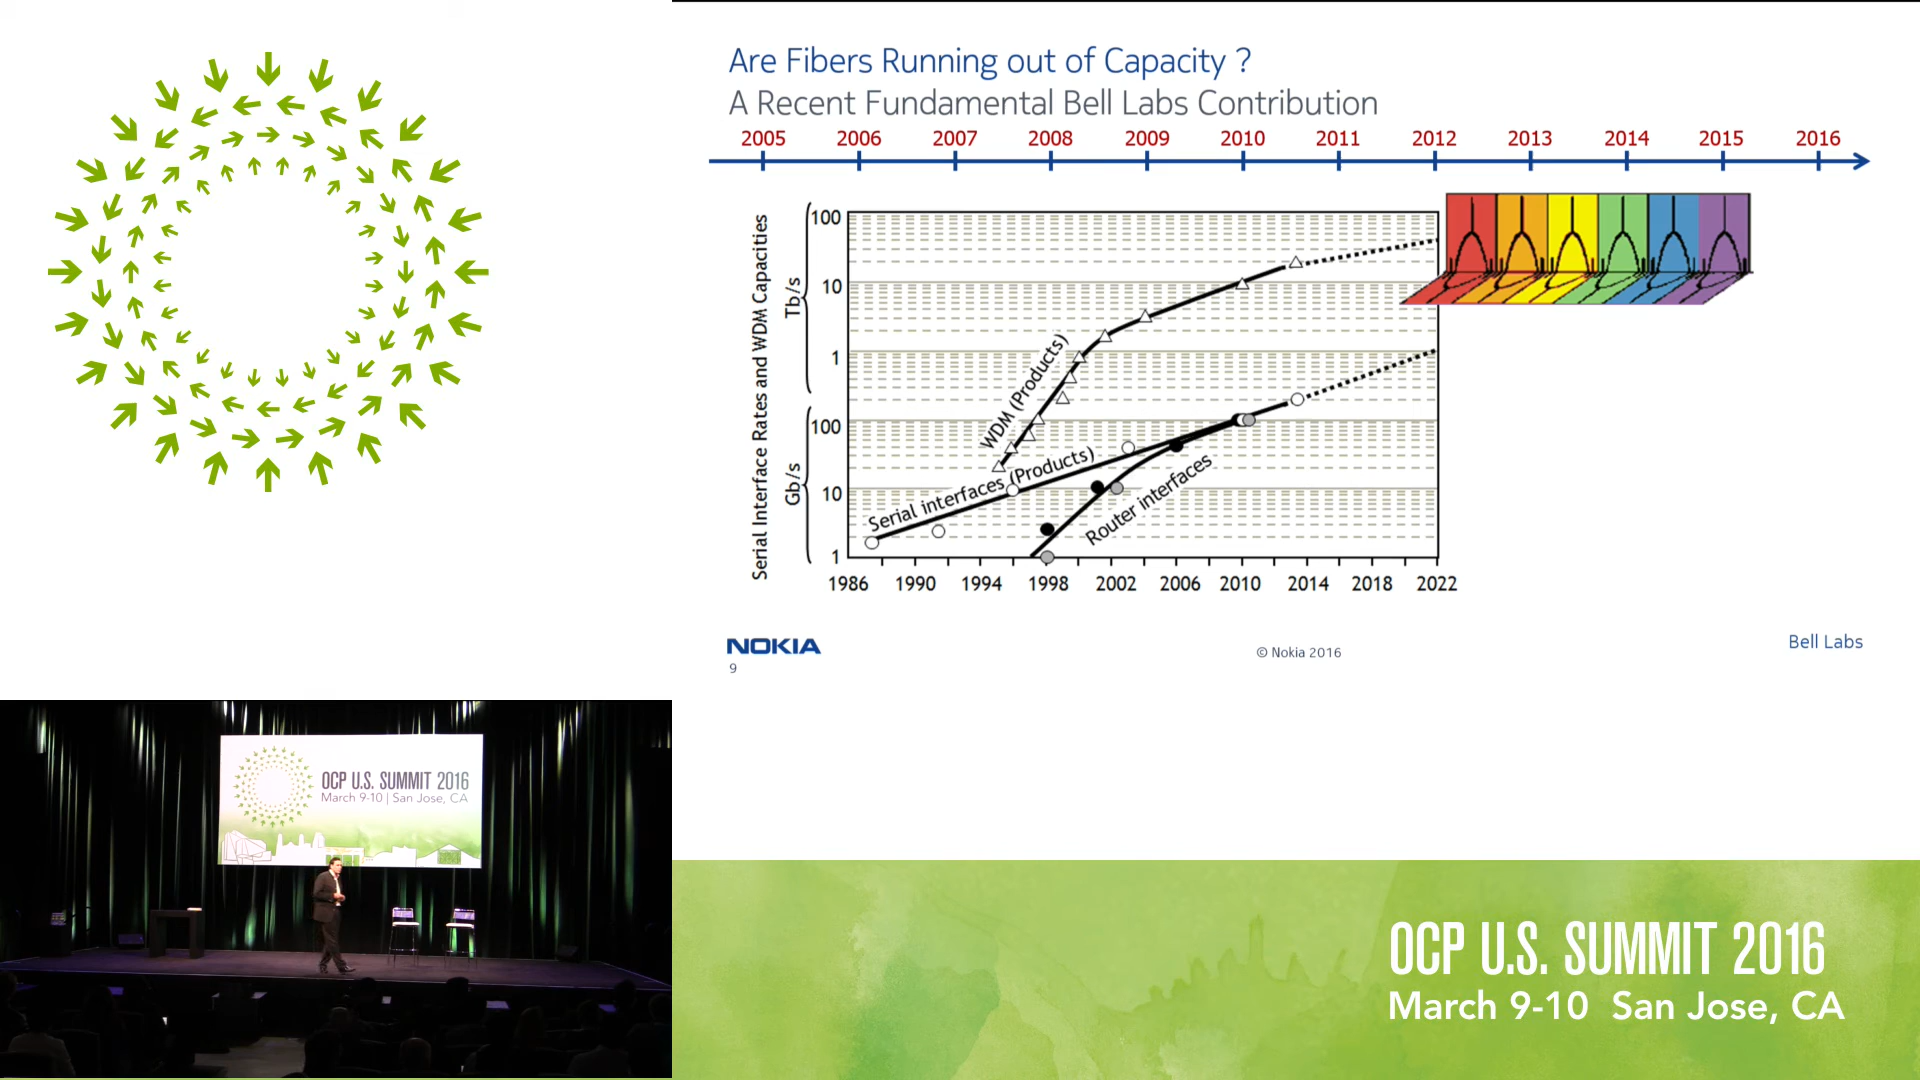 Are Fibers Running out of Capacity ?
A Recent Fundamental Bell Labs Contribution
2005 2006 2007 2008 2009 2010 2011 2012 2013 2014 2015 2016
Serial Interface Rates and WDM Capacities
Tb/s
Gb/s
100
10
1
100
10
1
WDM (Products)
Serial interfaces (Products)
Router interfaces
1986 1990 1994 1998 2002 2006 2010 2014 2018 2022
NOKIA
9
© Nokia 2016
Bell Labs
OCP U.S. SUMMIT 2016
March 9-10 | San Jose, CA
OCP U.S. SUMMIT 2016
March 9-10 San Jose, CA